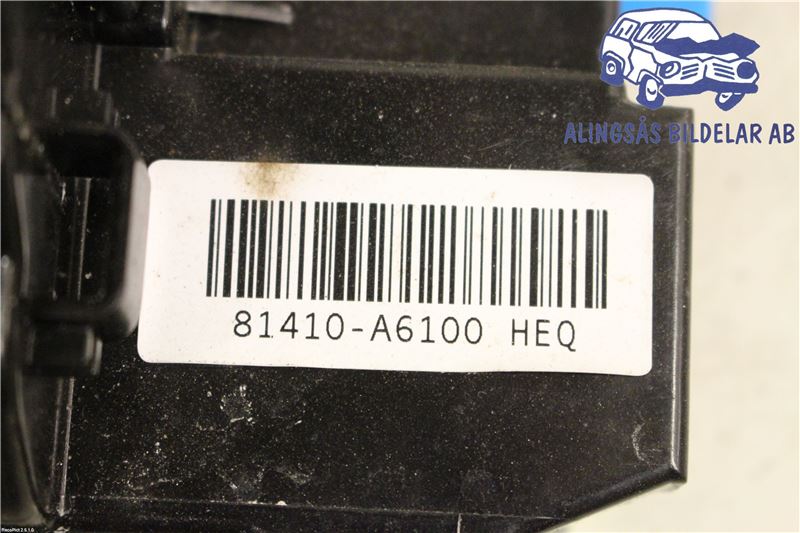 ALINGSÅS BILDELAR AB
81410-A6100 HEQ